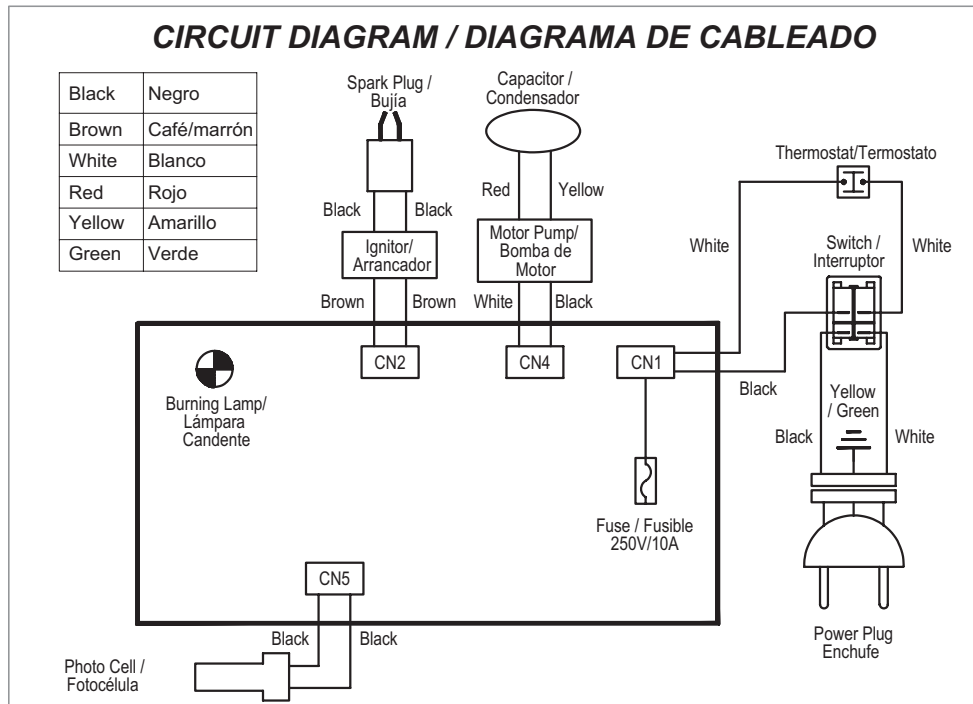 CIRCUIT DIAGRAM / DIAGRAMA DE CABLEADO
Black Negro
Brown Café/marrón
White Blanco
Red Rojo
Yellow Amarillo
Green Verde
Spark Plug /
Bujía
Black Black
Ignitor/
Arrancador
Brown Brown
CN2
Capacitor /
Condensador
Red Yellow
Motor Pump/
Bomba de
Motor
White Black
CN4
Thermostat/Termostato
White White
Switch /
Interruptor
CN1
Black
Burning Lamp/
Lámpara
Candente
Fuse / Fusible
250V/10A
Yellow
/ Green
Black White
Power Plug
Enchufe
CN5
Black Black
Photo Cell /
Fotocélula